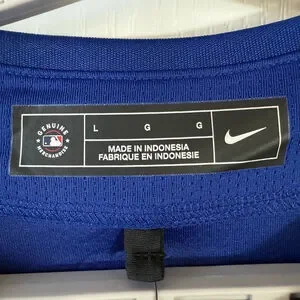 GENUINE
MERCHANDISE
L G G
MADE IN INDONESIA
FABRIQUE EN INDONESIE